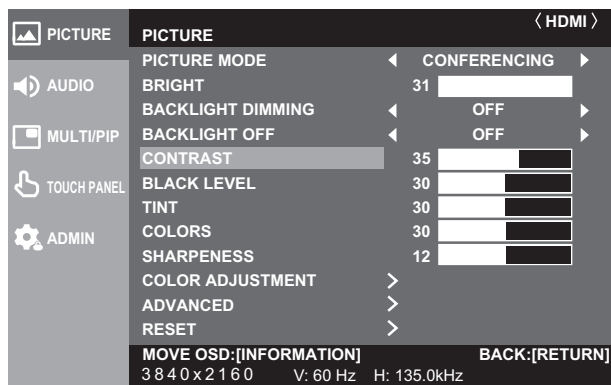 PICTURE
AUDIO
MULTI/PIP
TOUCH PANEL
ADMIN
PICTURE 〈 HDMI 〉
PICTURE MODE CONFERENCING
BRIGHT 31
BACKLIGHT DIMMING OFF
BACKLIGHT OFF OFF
CONTRAST 35
BLACK LEVEL 30
TINT 30
COLORS 30
SHARPENESS 12
COLOR ADJUSTMENT
ADVANCED
RESET
MOVE OSD:[INFORMATION] BACK:[RETURN]
3840x2160 V: 60 Hz H: 135.0kHz